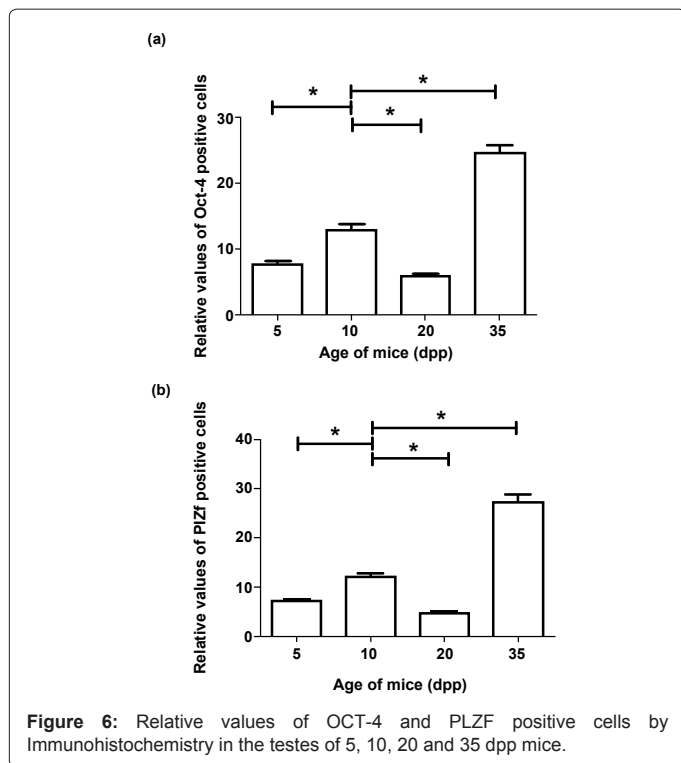 (a)
Relative values of Oct-4 positive cells
30
20
10
0
*
*
*
5 10 20 35
Age of mice (dpp)
(b)
Relative values of PlZf positive cells
40
30
20
10
0
*
*
*
5 10 20 35
Age of mice (dpp)
Figure 6: Relative values of OCT-4 and PLZF positive cells by
Immunohistochemistry in the testes of 5, 10, 20 and 35 dpp mice.